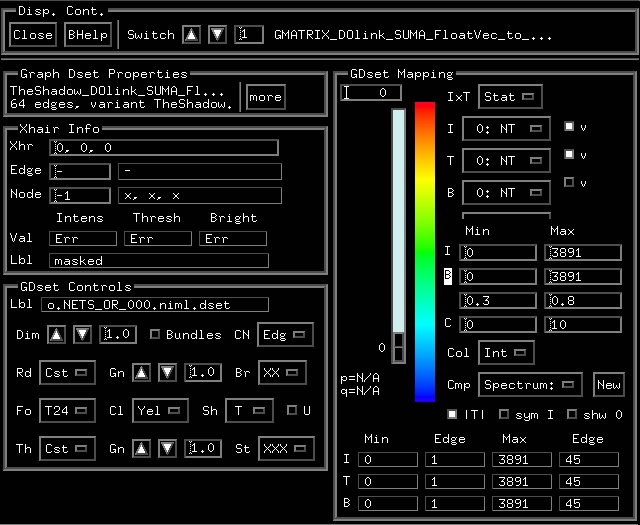 Disp. Cont.
Close BHelp Switch 1 GMATRIX_DOlink_SUMA_FloatVec_to_...
Graph Dset Properties
TheShadow_DOlink_SUMA_Fl...
64 edges, variant TheShadow.
more
Xhair Info
Xhr 0, 0, 0
Edge - -
Node -1 x, x, x
Intens Thresh Bright
Val Err Err Err
Lbl masked
GDset Controls
Lbl o.NETS_OR_000.niml.dset
Dim 1.0 Bundles CN Edg
Rd Cst Gn 1.0 Br XX
Fo T24 Cl Yel Sh T U
Th Cst Gn 1.0 St XXX
GDset Mapping
I 0
0
p=N/A
q=N/A
IxT Stat
I 0: NT v
T 0: NT v
B 0: NT v
Min Max
I 0 3891
B 0 3891
0.3 0.8
C 0 10
Col Int
Cmp Spectrum: New
|T| sym I shw 0
Min Edge Max Edge
I 0 1 3891 45
T 0 1 3891 45
B 0 1 3891 45